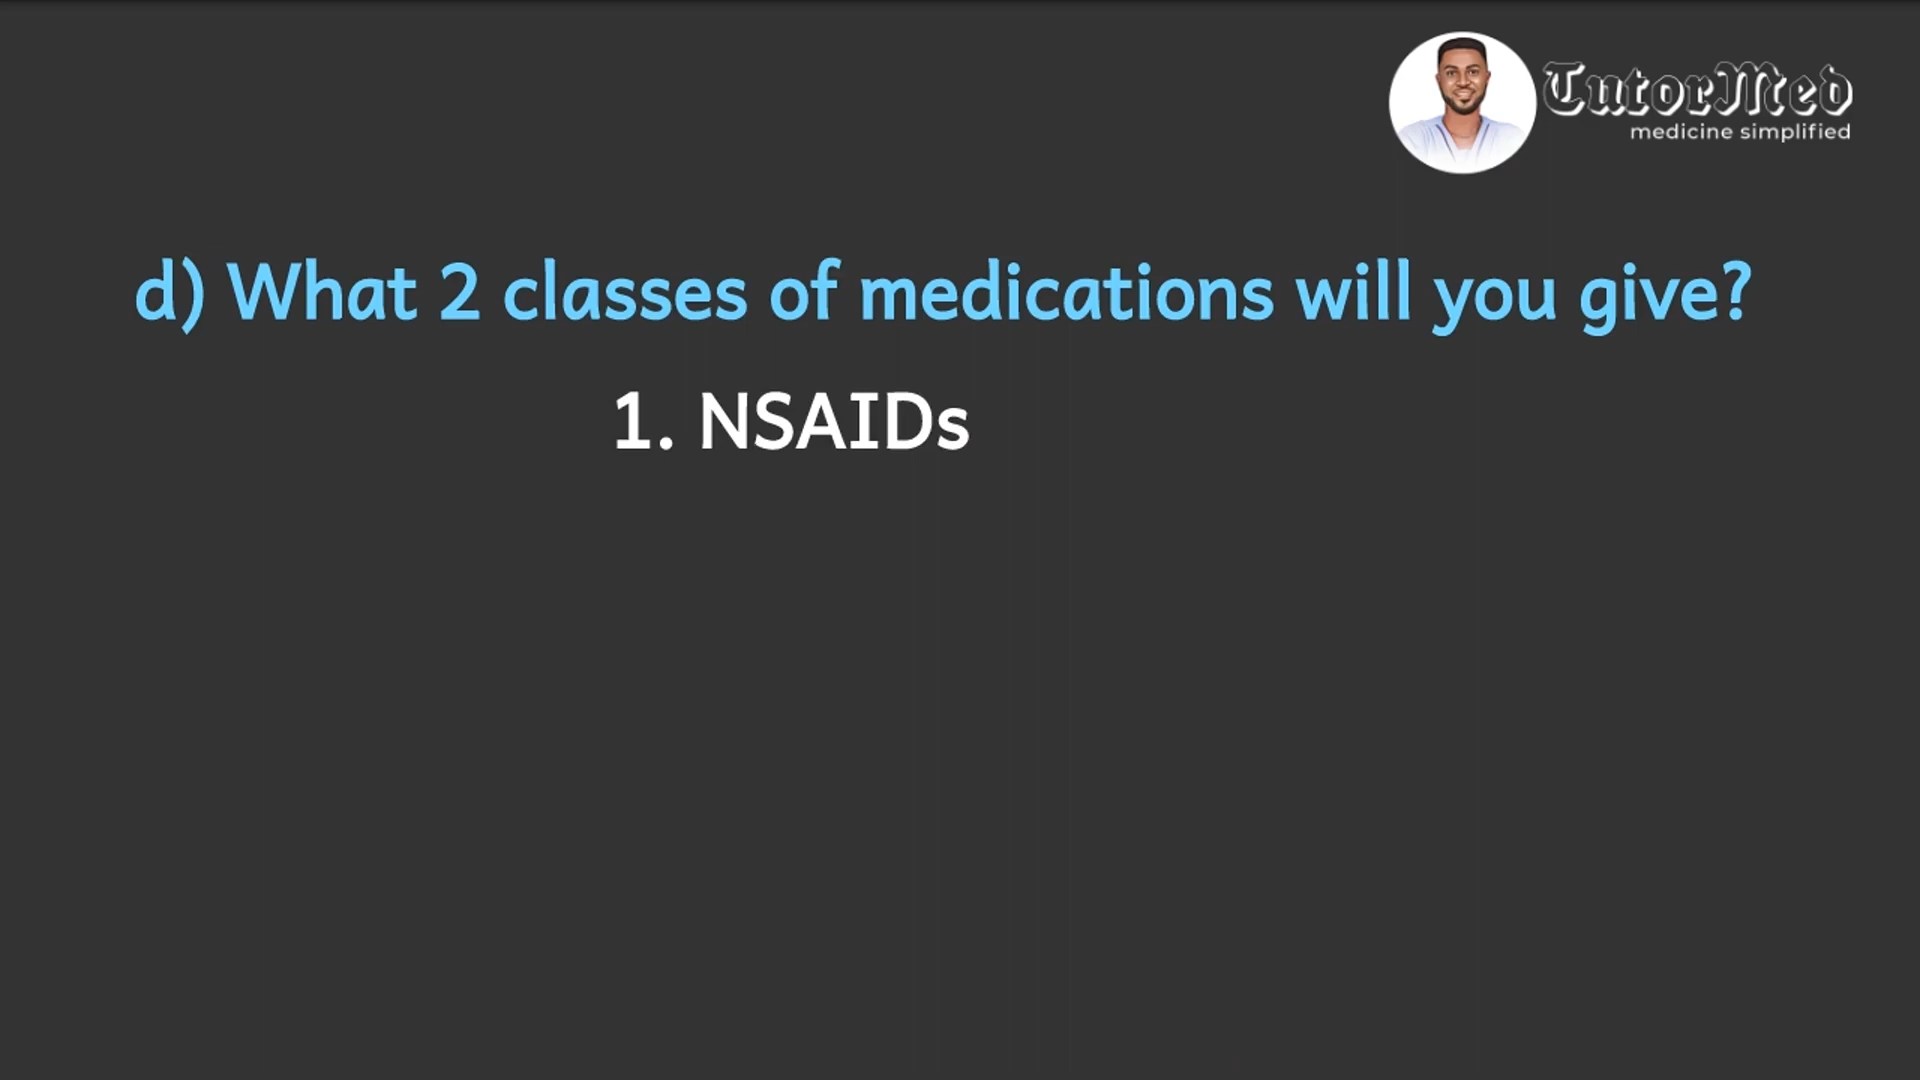 TutorMed
medicine simplified
d) What 2 classes of medications will you give?
1. NSAIDs